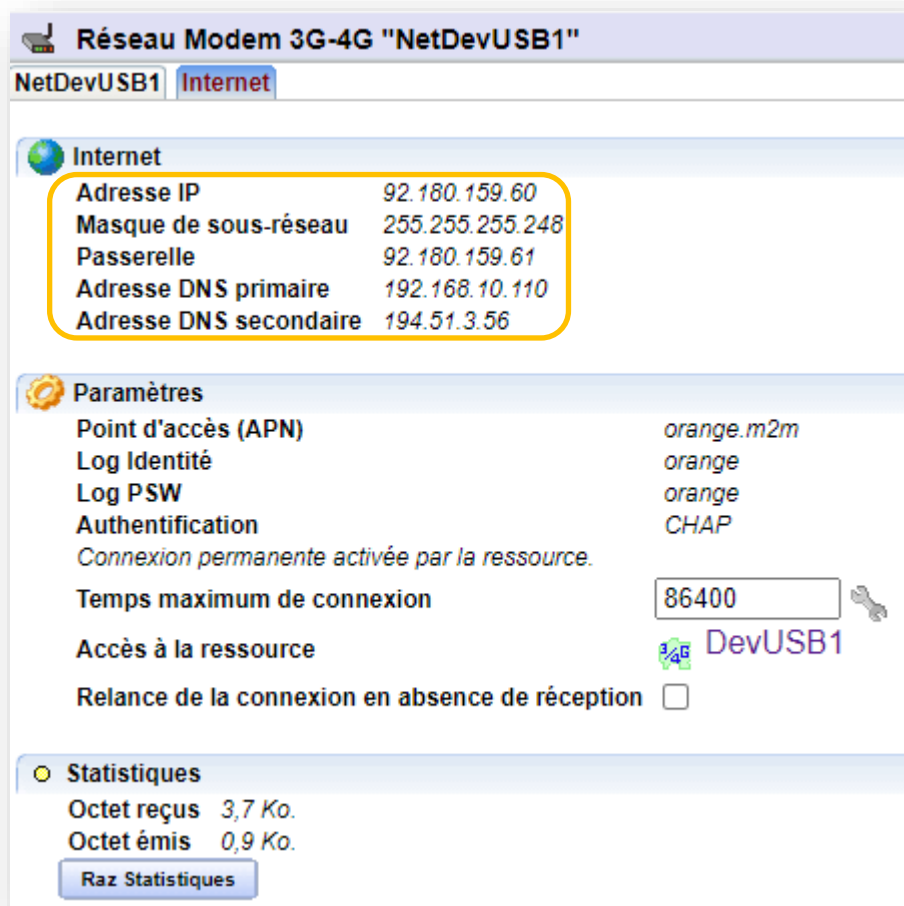 Réseau Modem 3G-4G "NetDevUSB1"
NetDevUSB1 Internet
Internet
Adresse IP 92.180.159.60
Masque de sous-réseau 255.255.255.248
Passerelle 92.180.159.61
Adresse DNS primaire 192.168.10.110
Adresse DNS secondaire 194.51.3.56
Paramètres
Point d'accès (APN) orange.m2m
Log Identité orange
Log PSW orange
Authentification CHAP
Connexion permanente activée par la ressource.
Temps maximum de connexion 86400
Accès à la ressource 3/4G DevUSB1
Relance de la connexion en absence de réception
Statistiques
Octet reçus 3,7 Ko.
Octet émis 0,9 Ko.
Raz Statistiques